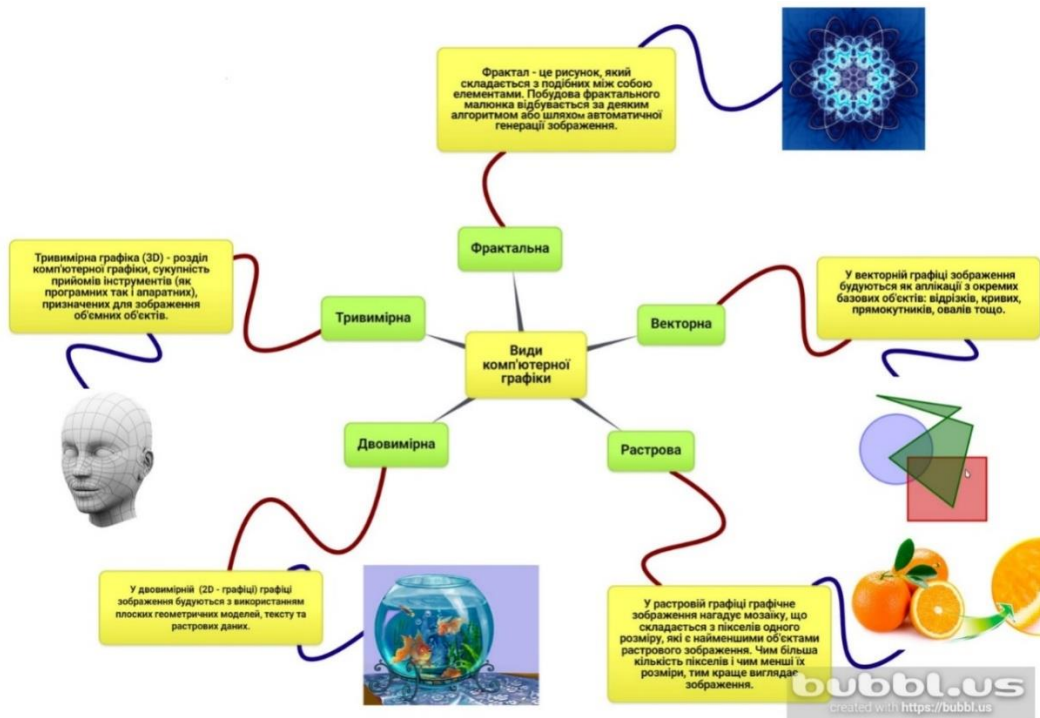 Фрактал - це рисунок, який
складається з подібних між собою
елементами. Побудова фрактального
малюнка відбувається за деяким
алгоритмом або шляхом автоматичної
генерації зображення.
Фрактальна
Тривимірна графіка (3D) - розділ
комп'ютерної графіки, сукупність
прийомів інструментів (як
програмних так і апаратних),
призначених для зображення
об'ємних об'єктів.
Тривимірна
Векторна
У векторній графіці зображення
будуються як аплікації з окремих
базових об'єктів: відрізків, кривих,
прямокутників, овалів тощо.
Види
комп'ютерної
графіки
Двовимірна
Растрова
У двовимірній (2D - графіці) графіці
зображення будуються з використанням
плоских геометричних моделей, тексту та
растрових даних.
У растровій графіці графічне
зображення нагадує мозаїку, що
складається з пікселів одного
розміру, які є найменшими об'єктами
растрового зображення. Чим більша
кількість пікселів і чим менші їх
розміри, тим краще виглядає
зображення.
bubbl.us
created with https://bubbl.us